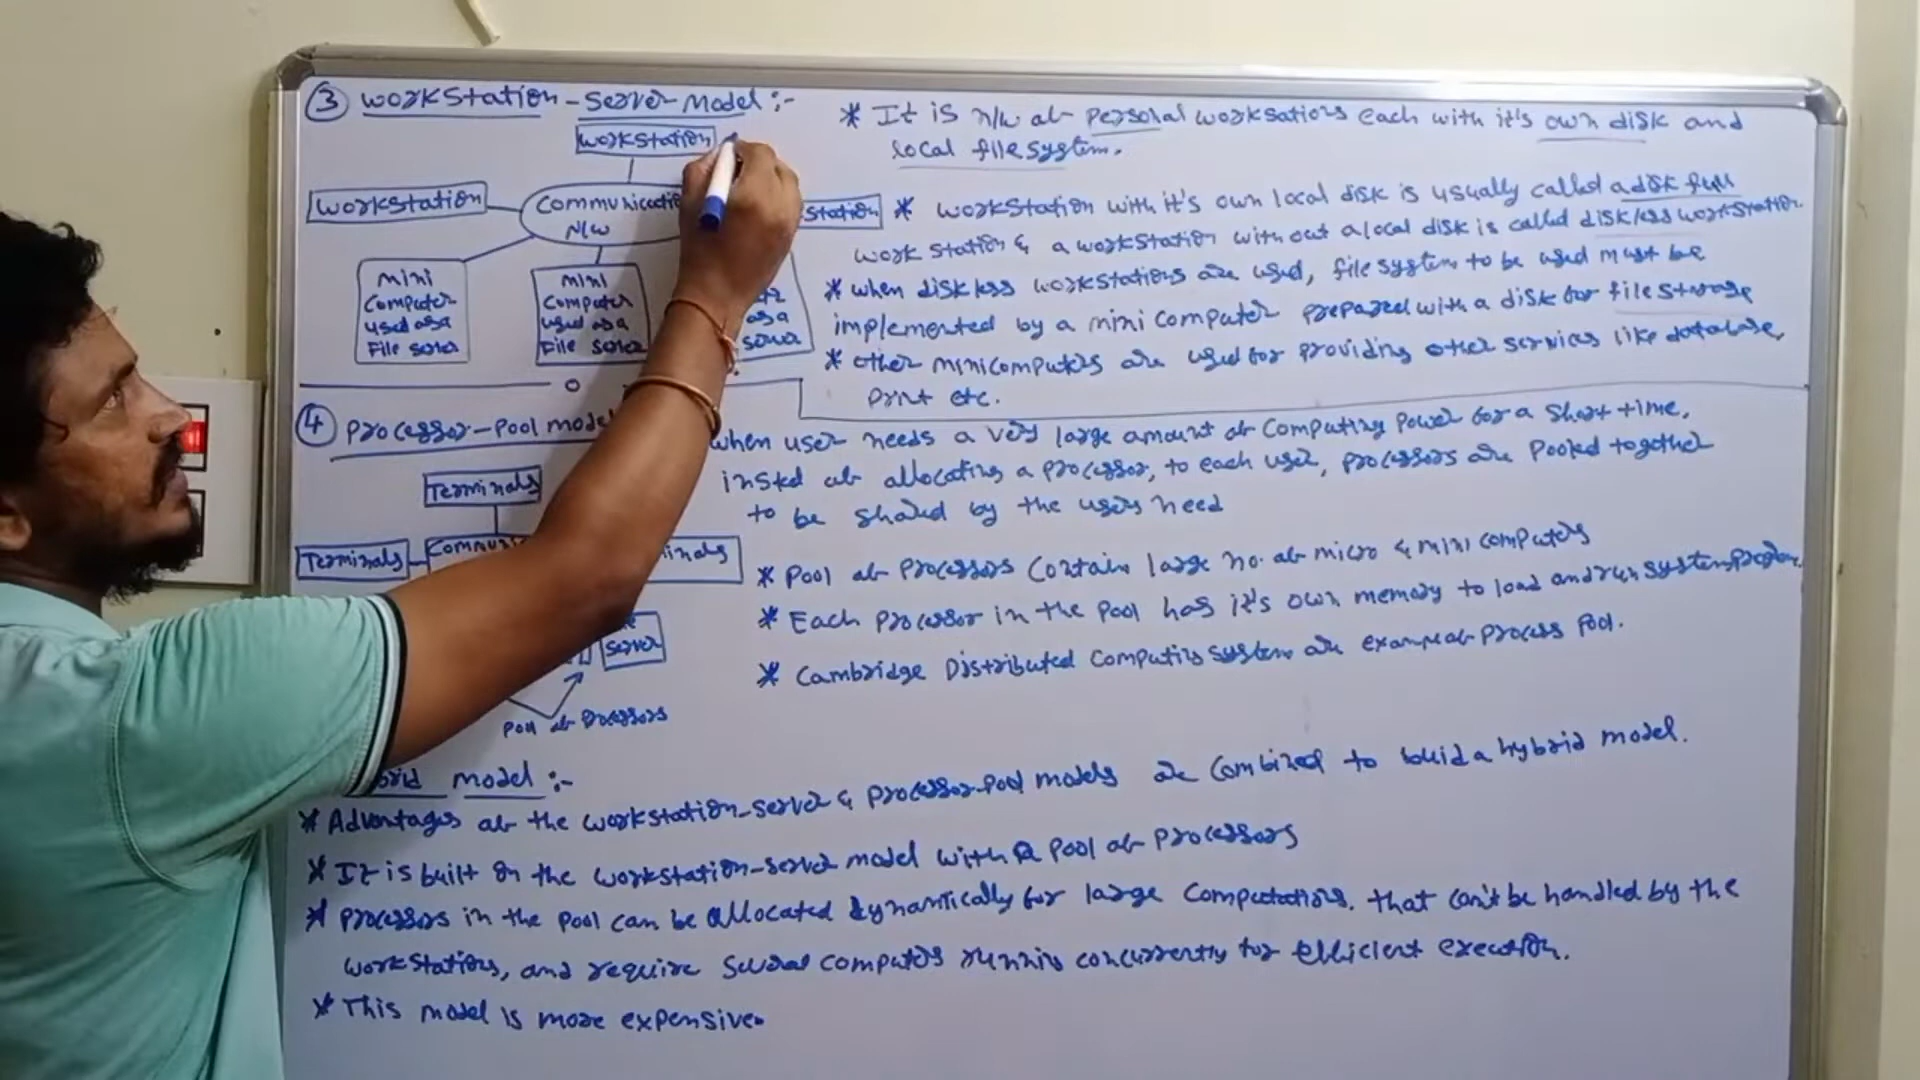 ③ Workstation-Server Model :-
Workstation
Workstation
Communication
N/W
station
Mini
Computer
used as a
File server
Mini
Computer
used as a
File server
as a
server
* It is n/w of Personal worksations each with it's own disk and
local file system.
* Workstation with it's own local disk is usually called a disk full
work station & a workstation without a local disk is called diskless workstation
* When diskless workstations are used, file system to be used must be
implemented by a mini computer prepared with a disk for file storage
* other minicomputers are used for providing other services like database,
Print etc.
④ Processor-Pool model
Terminals
Terminals
Commun
inals
server
Pool of Processors
When user needs a very large amount of Computing Power for a short time,
insted of allocating a processor, to each user, processors are Pooled together
to be shared by the users need
* Pool of Processors Contains large no. of micro & mini computers
* Each Processor in the Pool has it's own memory to load and run system program.
* Cambridge Distributed Computing system are example of Process Pool.
brid model :-
* Advantages of the workstation-server & Processor-Pool models are Combined to build a hybrid model.
* It is built on the workstation-server model with a Pool of Processors
* Processors in the Pool can be allocated dynamically for large Computations. that can't be handled by the
workstations, and require several computers running concurrently for efficient execution.
* This model is more expensive.